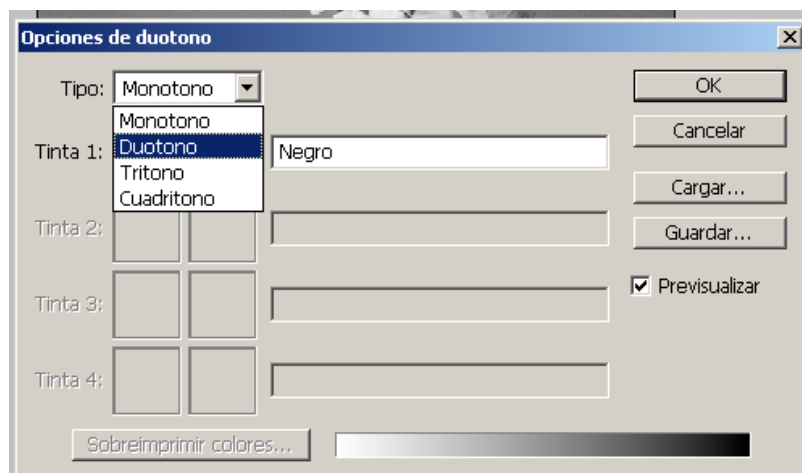 Opciones de duotono
Tipo: Monotono
Monotono
Duotono
Tritono
Cuadritono
Tinta 1: Negro
Tinta 2:
Tinta 3:
Tinta 4:
Sobreimprimir colores...
OK
Cancelar
Cargar...
Guardar...
Previsualizar